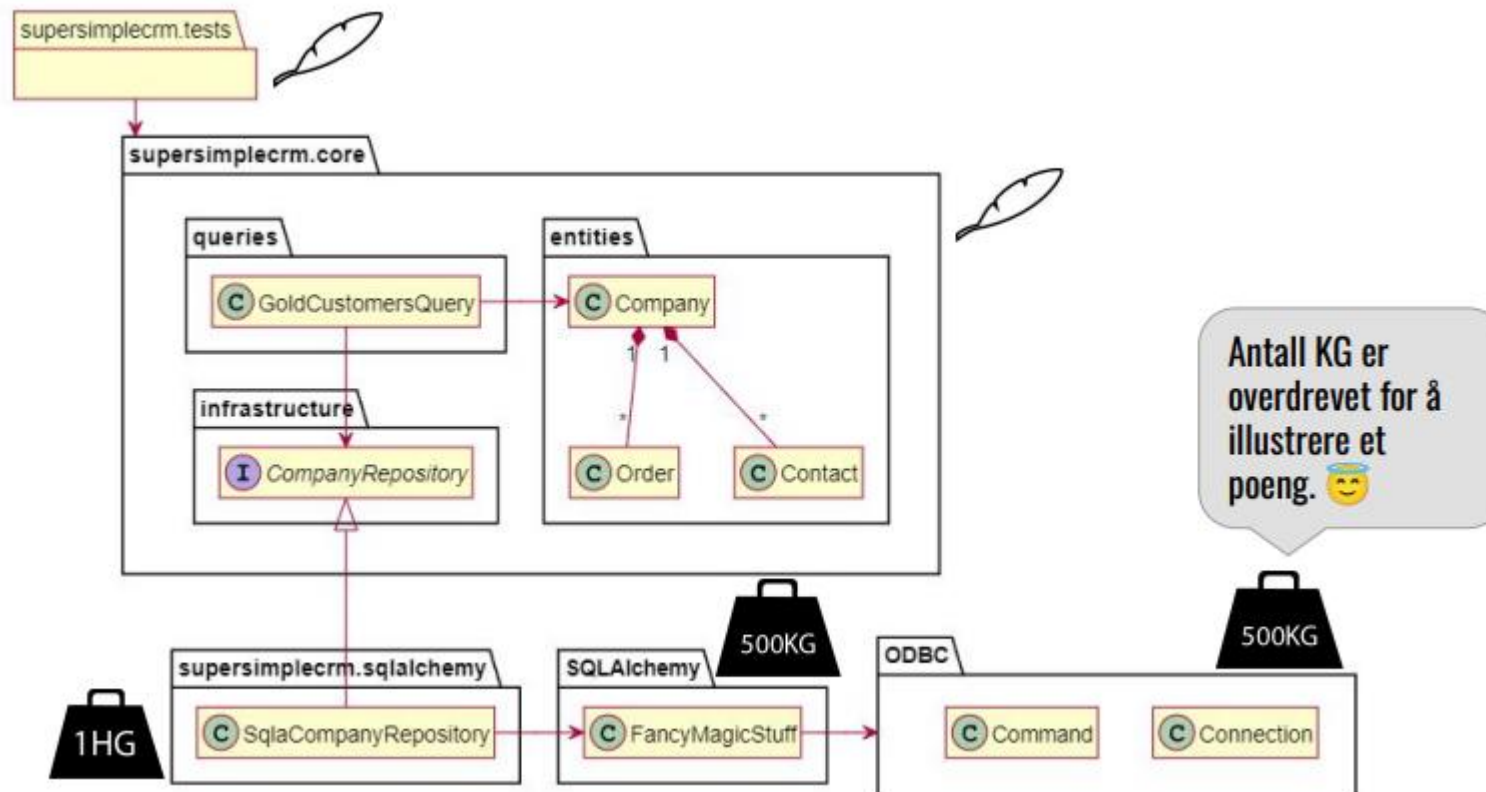 supersimplecrm.tests
supersimplecrm.core
queries
entities
C GoldCustomersQuery
C Company
1
1
infrastructure
*
*
I CompanyRepository
C Order
C Contact
Antall KG er
overdrevet for å
illustrere et
poeng. 😇
500KG
500KG
supersimplecrm.sqlalchemy
SQLAlchemy
ODBC
1HG
C SqlaCompanyRepository
C FancyMagicStuff
C Command
C Connection